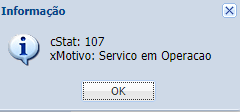 Informação
cStat: 107
xMotivo: Servico em Operacao
OK